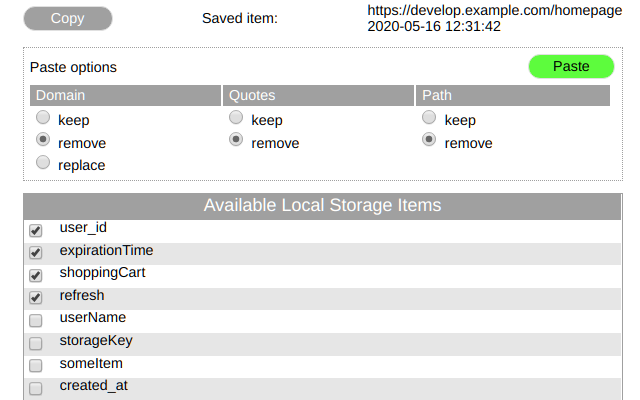 Copy
Saved item:
https://develop.example.com/homepage
2020-05-16 12:31:42
Paste options
Paste
Domain Quotes Path
keep keep keep
remove remove remove
replace
Available Local Storage Items
user_id
expirationTime
shoppingCart
refresh
userName
storageKey
someItem
created_at